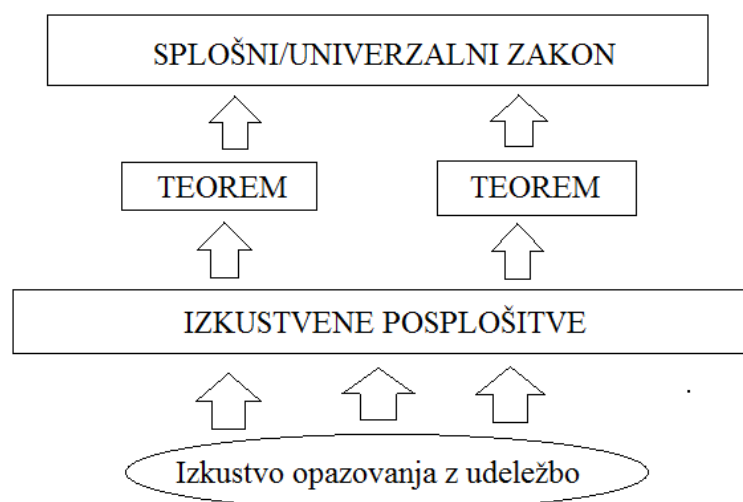 SPLOŠNI/UNIVERZALNI ZAKON
TEOREM
TEOREM
IZKUSTVENE POSPLOŠITVE
Izkustvo opazovanja z udeležbo